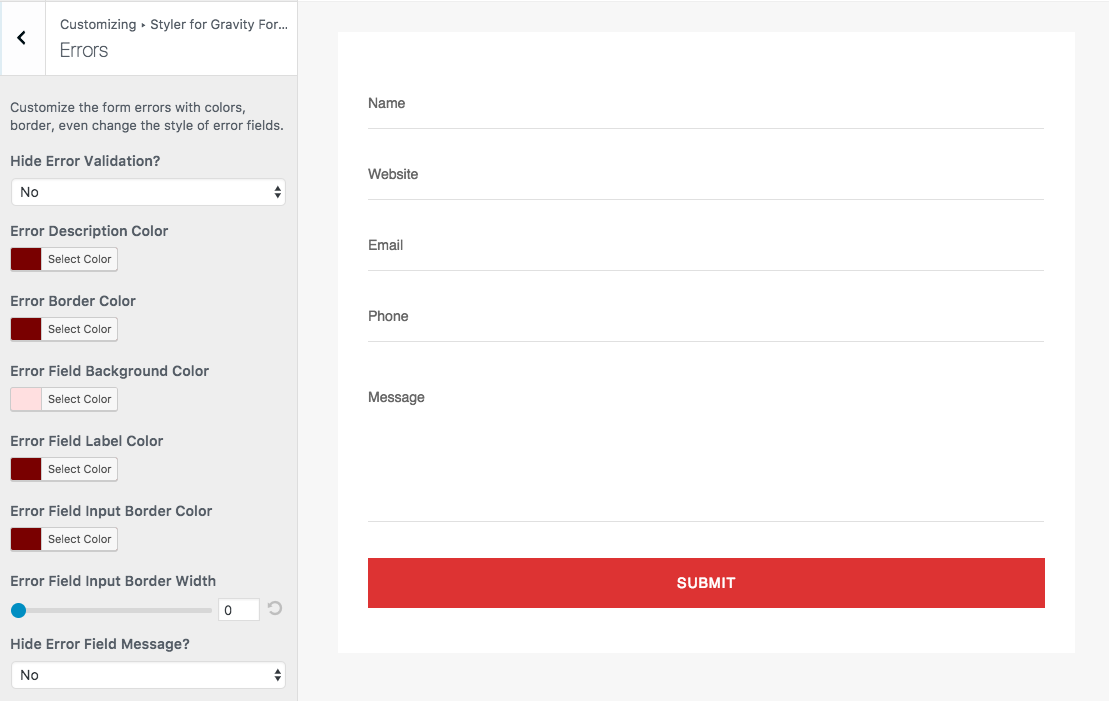 Customizing ▸ Styler for Gravity For...
Errors
Customize the form errors with colors,
border, even change the style of error fields.
Hide Error Validation?
No
Error Description Color
Select Color
Error Border Color
Select Color
Error Field Background Color
Select Color
Error Field Label Color
Select Color
Error Field Input Border Color
Select Color
Error Field Input Border Width
0
Hide Error Field Message?
No
Name
Website
Email
Phone
Message
SUBMIT